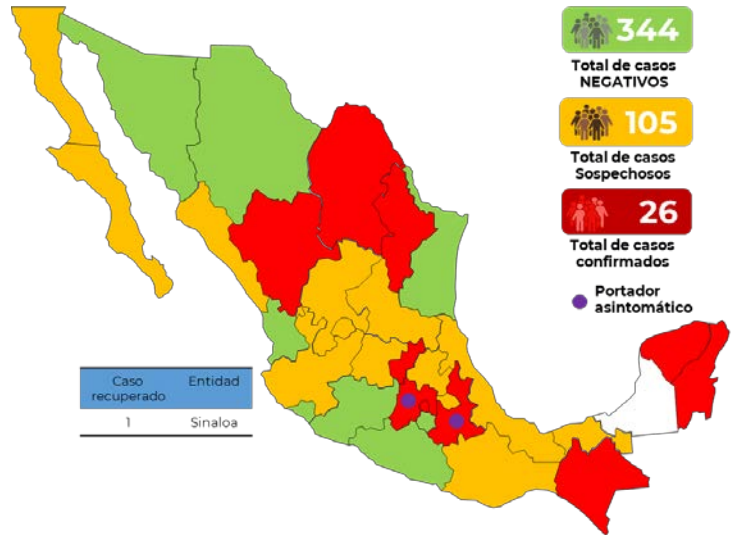 344
Total de casos
NEGATIVOS
105
Total de casos
Sospechosos
26
Total de casos
confirmados
Portador
asintomático
Caso Entidad
recuperado
1 Sinaloa